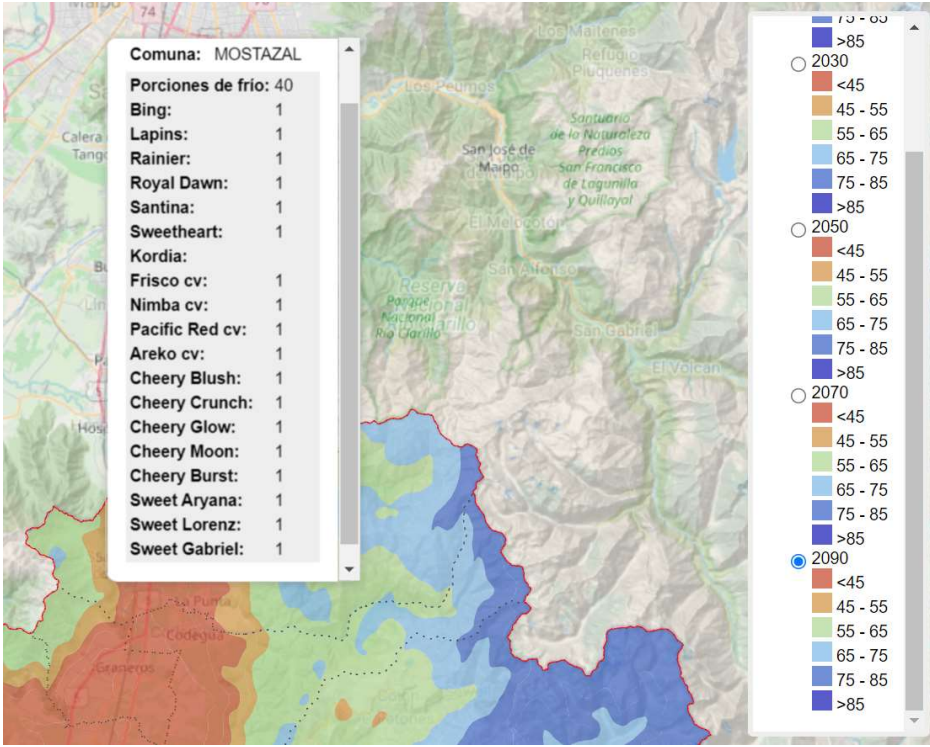 74
Comuna: MOSTAZAL
Porciones de frío: 40
Bing: 1
Lapins: 1
Rainier: 1
Royal Dawn: 1
Santina: 1
Sweetheart: 1
Kordia:
Frisco cv: 1
Nimba cv: 1
Pacific Red cv: 1
Areko cv: 1
Cheery Blush: 1
Cheery Crunch: 1
Cheery Glow: 1
Cheery Moon: 1
Cheery Burst: 1
Sweet Aryana: 1
Sweet Lorenz: 1
Sweet Gabriel: 1
Los Maitenes
Refugio
Piuquenes
Los Peumos
Calera
Tango
Santuario
de la Naturaleza
Predios
San Francisco
de Lagunilla
y Quillayal
San José de
Maipo
El Melocotón
San Alfonso
Reserva
Nacional
Río Clarillo
San Gabriel
El Volcán
La Punta
Codegua
Graneros
75 - 85
>85
2030
<45
45 - 55
55 - 65
65 - 75
75 - 85
>85
2050
<45
45 - 55
55 - 65
65 - 75
75 - 85
>85
2070
<45
45 - 55
55 - 65
65 - 75
75 - 85
>85
2090
<45
45 - 55
55 - 65
65 - 75
75 - 85
>85